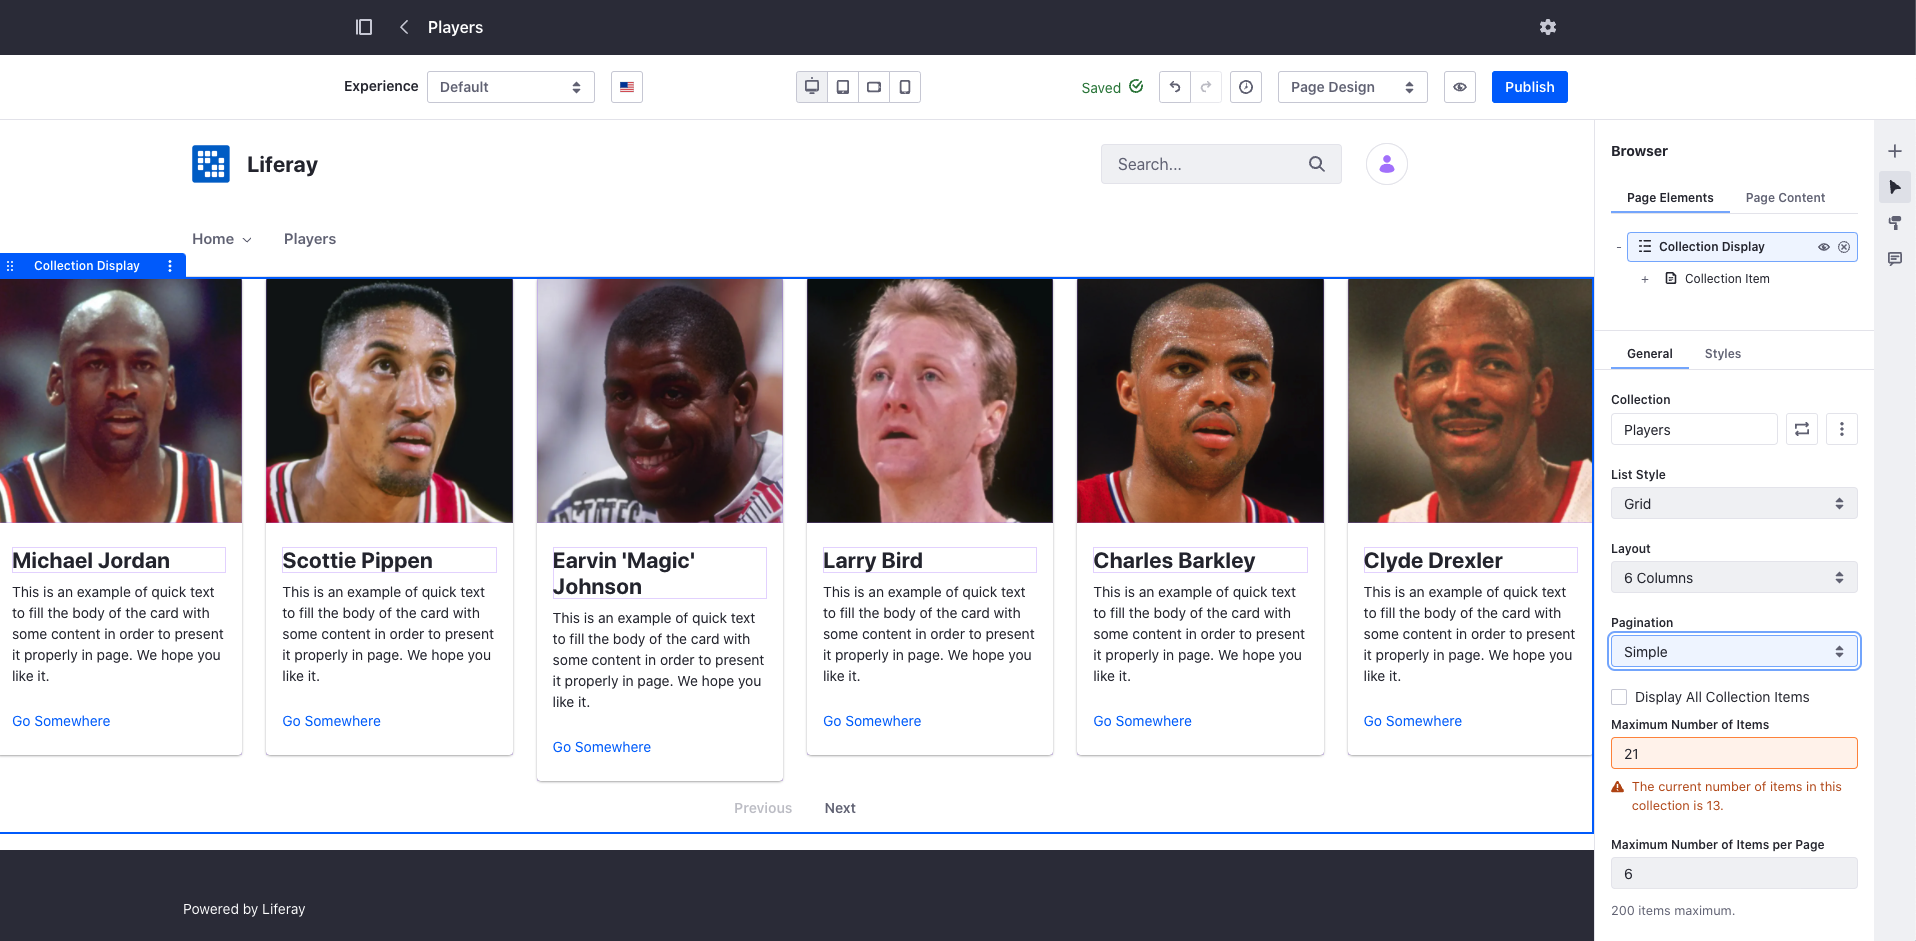 Players
Experience
Default
Saved
Page Design
Publish
Liferay
Search...
Home
Players
Collection Display
Michael Jordan
This is an example of quick text
to fill the body of the card with
some content in order to present
it properly in page. We hope you
like it.
Go Somewhere
Scottie Pippen
This is an example of quick text
to fill the body of the card with
some content in order to present
it properly in page. We hope you
like it.
Go Somewhere
Earvin 'Magic'
Johnson
This is an example of quick text
to fill the body of the card with
some content in order to present
it properly in page. We hope you
like it.
Go Somewhere
Larry Bird
This is an example of quick text
to fill the body of the card with
some content in order to present
it properly in page. We hope you
like it.
Go Somewhere
Charles Barkley
This is an example of quick text
to fill the body of the card with
some content in order to present
it properly in page. We hope you
like it.
Go Somewhere
Clyde Drexler
This is an example of quick text
to fill the body of the card with
some content in order to present
it properly in page. We hope you
like it.
Go Somewhere
Previous
Next
Powered by Liferay
Browser
Page Elements
Page Content
Collection Display
Collection Item
General
Styles
Collection
Players
List Style
Grid
Layout
6 Columns
Pagination
Simple
Display All Collection Items
Maximum Number of Items
21
The current number of items in this
collection is 13.
Maximum Number of Items per Page
6
200 items maximum.